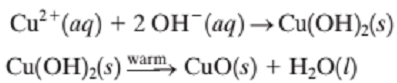 Cu²⁺(aq) + 2 OH⁻(aq) → Cu(OH)₂(s)
Cu(OH)₂(s) warm→ CuO(s) + H₂O(l)